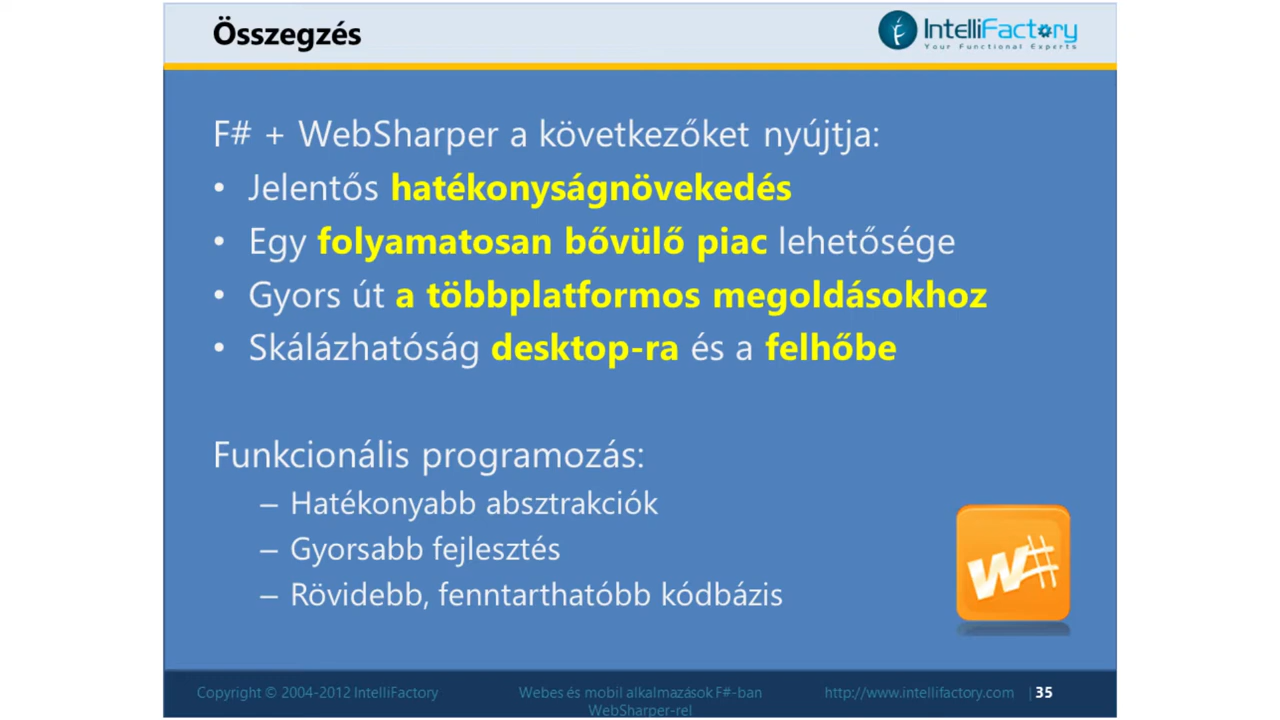 Összegzés
IntelliFactory
Your Functional Experts
F# + WebSharper a következőket nyújtja:
• Jelentős hatékonyságnövekedés
• Egy folyamatosan bővülő piac lehetősége
• Gyors út a többplatformos megoldásokhoz
• Skálázhatóság desktop-ra és a felhőbe
Funkcionális programozás:
– Hatékonyabb absztrakciók
– Gyorsabb fejlesztés
– Rövidebb, fenntarthatóbb kódbázis
W#
Copyright © 2004-2012 IntelliFactory
Webes és mobil alkalmazások F#-ban
WebSharper-rel
http://www.intellifactory.com | 35